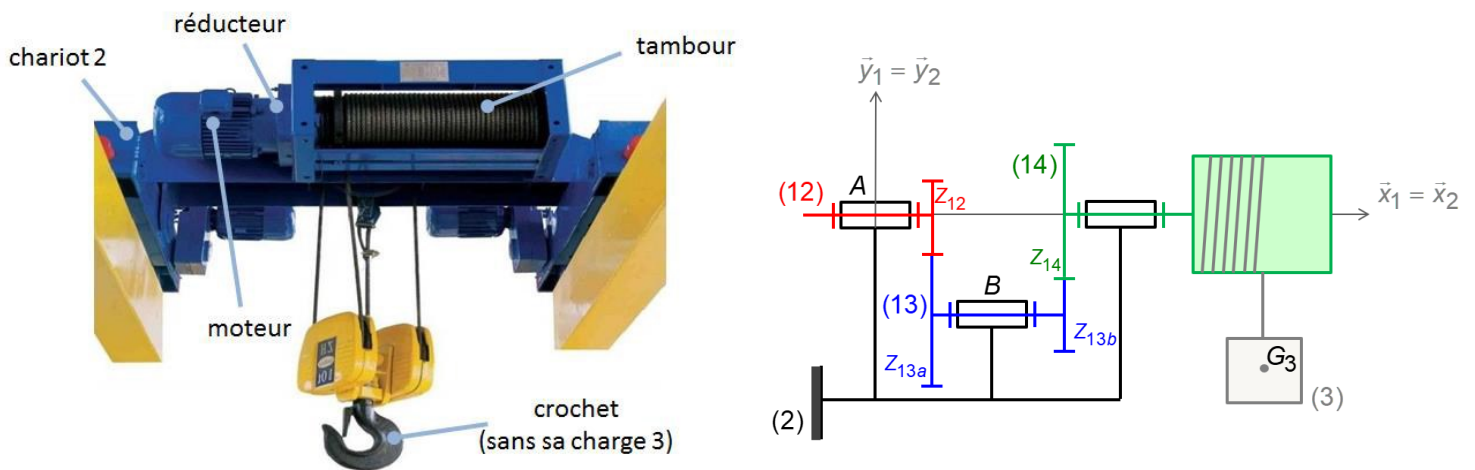 réducteur
chariot 2
tambour
moteur
crochet
(sans sa charge 3)
y⃗₁ = y⃗₂
(12)
A
Z₁₂
(14)
x⃗₁ = x⃗₂
Z₁₄
(13)
B
Z₁₃ₐ
Z₁₃b
G₃
(2)
(3)